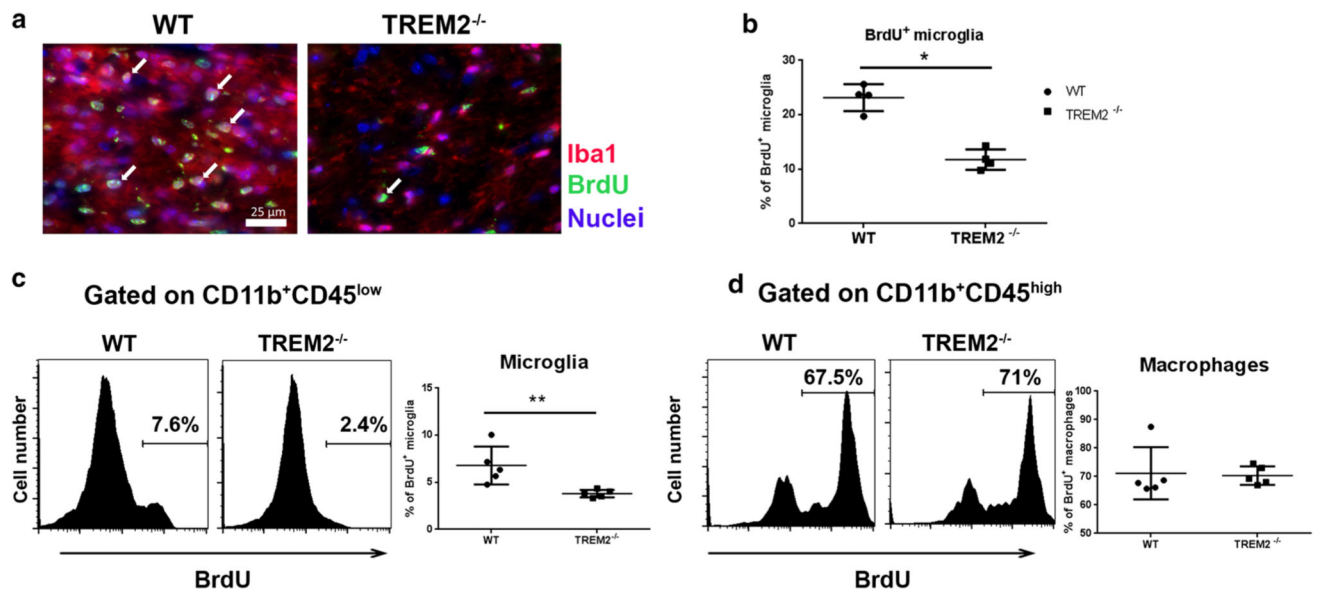 a
WT
TREM2-/-
25 µm
Iba1
BrdU
Nuclei
b
BrdU+ microglia
% of BrdU+ microglia
30
20
10
0
*
WT
TREM2 -/-
WT
TREM2 -/-
c
Gated on CD11b+CD45low
WT
TREM2-/-
Cell number
7.6%
2.4%
BrdU
Microglia
% of BrdU+ microglia
15
10
5
0
**
WT
TREM2-/-
d
Gated on CD11b+CD45high
WT
TREM2-/-
Cell number
67.5%
71%
BrdU
Macrophages
% of BrdU+ macrophages
100
90
80
70
60
50
WT
TREM2-/-